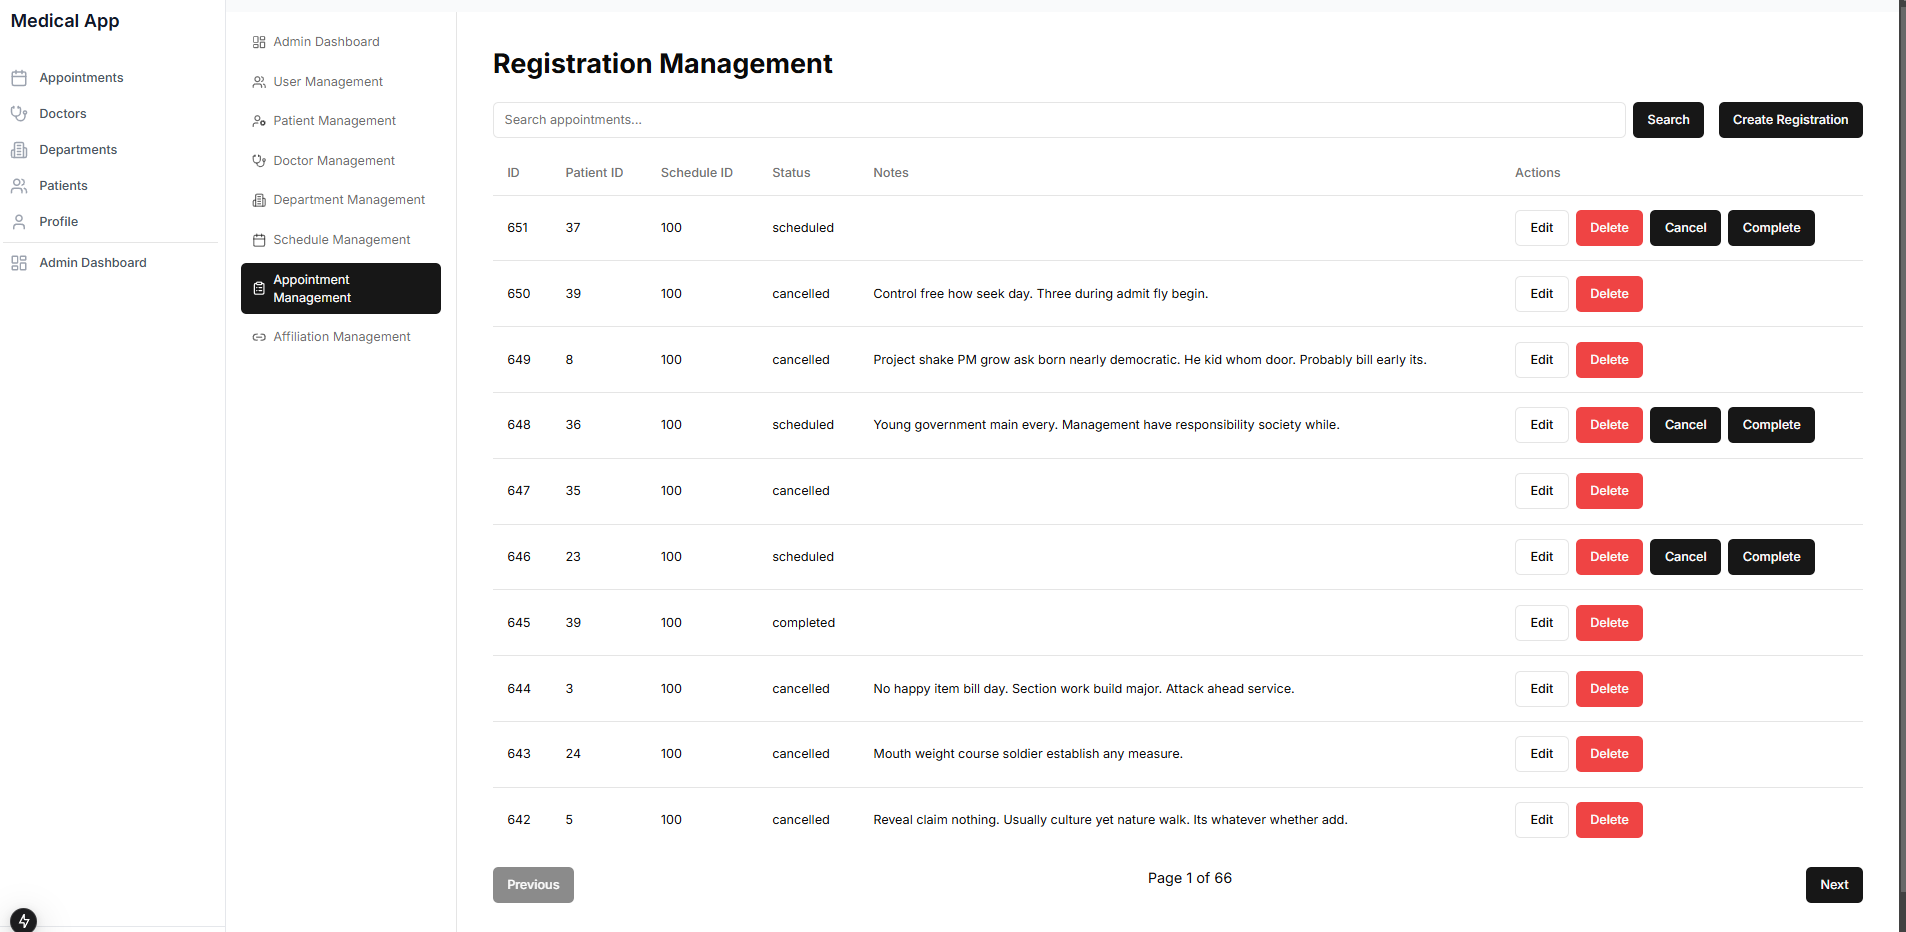 Medical App
Appointments
Doctors
Departments
Patients
Profile
Admin Dashboard
Admin Dashboard
User Management
Patient Management
Doctor Management
Department Management
Schedule Management
Appointment
Management
Affiliation Management
Registration Management
Search appointments... Search Create Registration
ID Patient ID Schedule ID Status Notes Actions
651 37 100 scheduled Edit Delete Cancel Complete
650 39 100 cancelled Control free how seek day. Three during admit fly begin. Edit Delete
649 8 100 cancelled Project shake PM grow ask born nearly democratic. He kid whom door. Probably bill early its. Edit Delete
648 36 100 scheduled Young government main every. Management have responsibility society while. Edit Delete Cancel Complete
647 35 100 cancelled Edit Delete
646 23 100 scheduled Edit Delete Cancel Complete
645 39 100 completed Edit Delete
644 3 100 cancelled No happy item bill day. Section work build major. Attack ahead service. Edit Delete
643 24 100 cancelled Mouth weight course soldier establish any measure. Edit Delete
642 5 100 cancelled Reveal claim nothing. Usually culture yet nature walk. Its whatever whether add. Edit Delete
Previous Page 1 of 66 Next